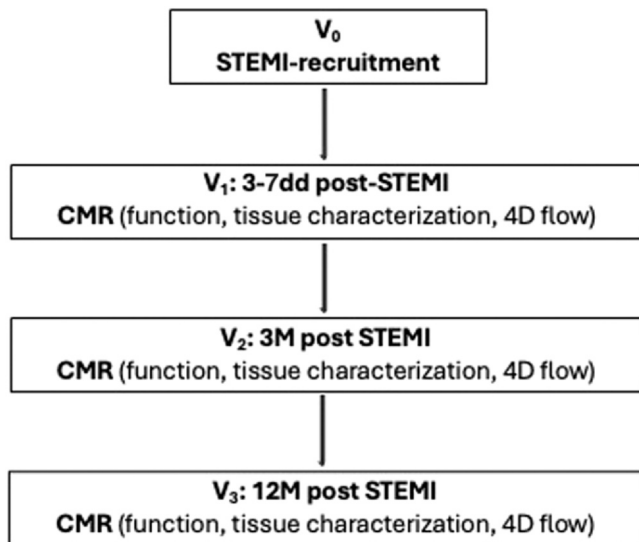 V₀
STEMI-recruitment
V₁: 3-7dd post-STEMI
CMR (function, tissue characterization, 4D flow)
V₂: 3M post STEMI
CMR (function, tissue characterization, 4D flow)
V₃: 12M post STEMI
CMR (function, tissue characterization, 4D flow)